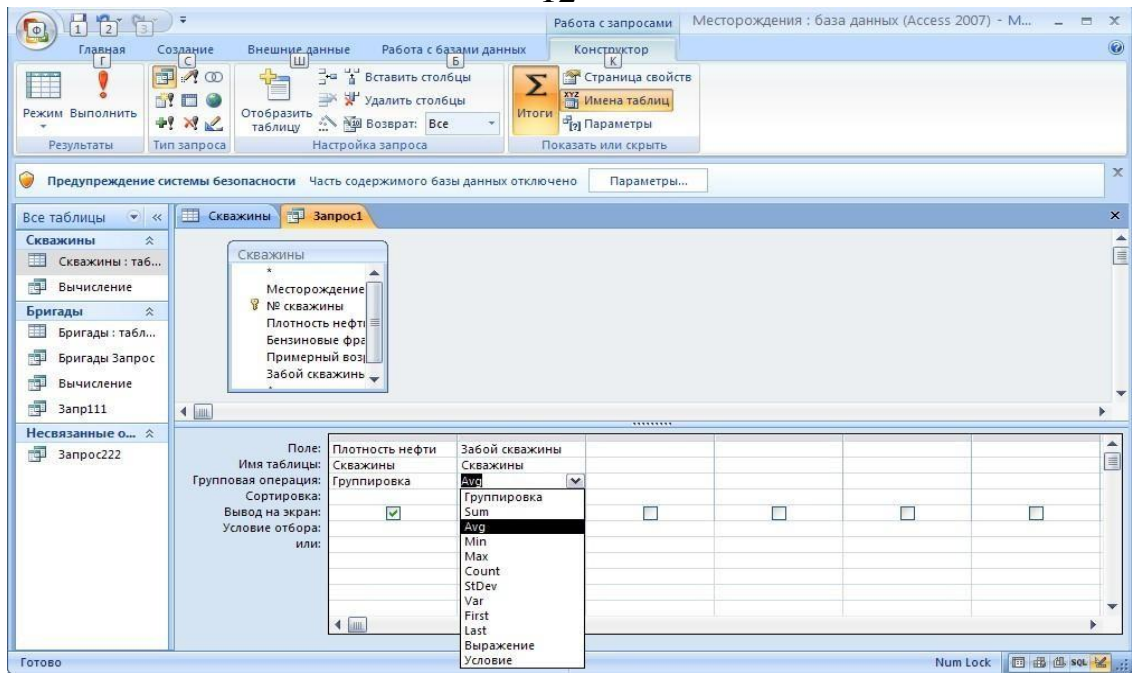 12
Ф 1 2 3 Работа с запросами Месторождения : база данных (Access 2007) - M...
Главная Создание Внешние данные Работа с базами данных Конструктор
Г С Ш Б К
Режим Выполнить
Отобразить таблицу
Вставить столбцы
Удалить столбцы
Возврат: Все
Итоги
Страница свойств
Имена таблиц
Параметры
Результаты Тип запроса Настройка запроса Показать или скрыть
Предупреждение системы безопасности Часть содержимого базы данных отключено Параметры...
Все таблицы
Скважины
Скважины : таб...
Вычисление
Бригады
Бригады : табл...
Бригады Запрос
Вычисление
Запр111
Несвязанные о...
Запрос222
Скважины Запрос1
Скважины
*
Месторождение
№ скважины
Плотность нефти
Бензиновые фра
Примерный воз
Забой скважины
Поле: Плотность нефти Забой скважины
Имя таблицы: Скважины Скважины
Групповая операция: Группировка Avg
Сортировка:
Вывод на экран:
Условие отбора:
или:
Группировка
Sum
Avg
Min
Max
Count
StDev
Var
First
Last
Выражение
Условие
Готово Num Lock SQL